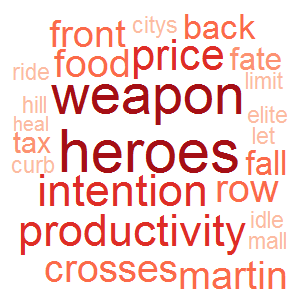 citys
front back
price
food fate
ride limit
weapon
hill elite
heal let
tax heroes
curb fall
intention row
idle
productivity mall
crosses martin